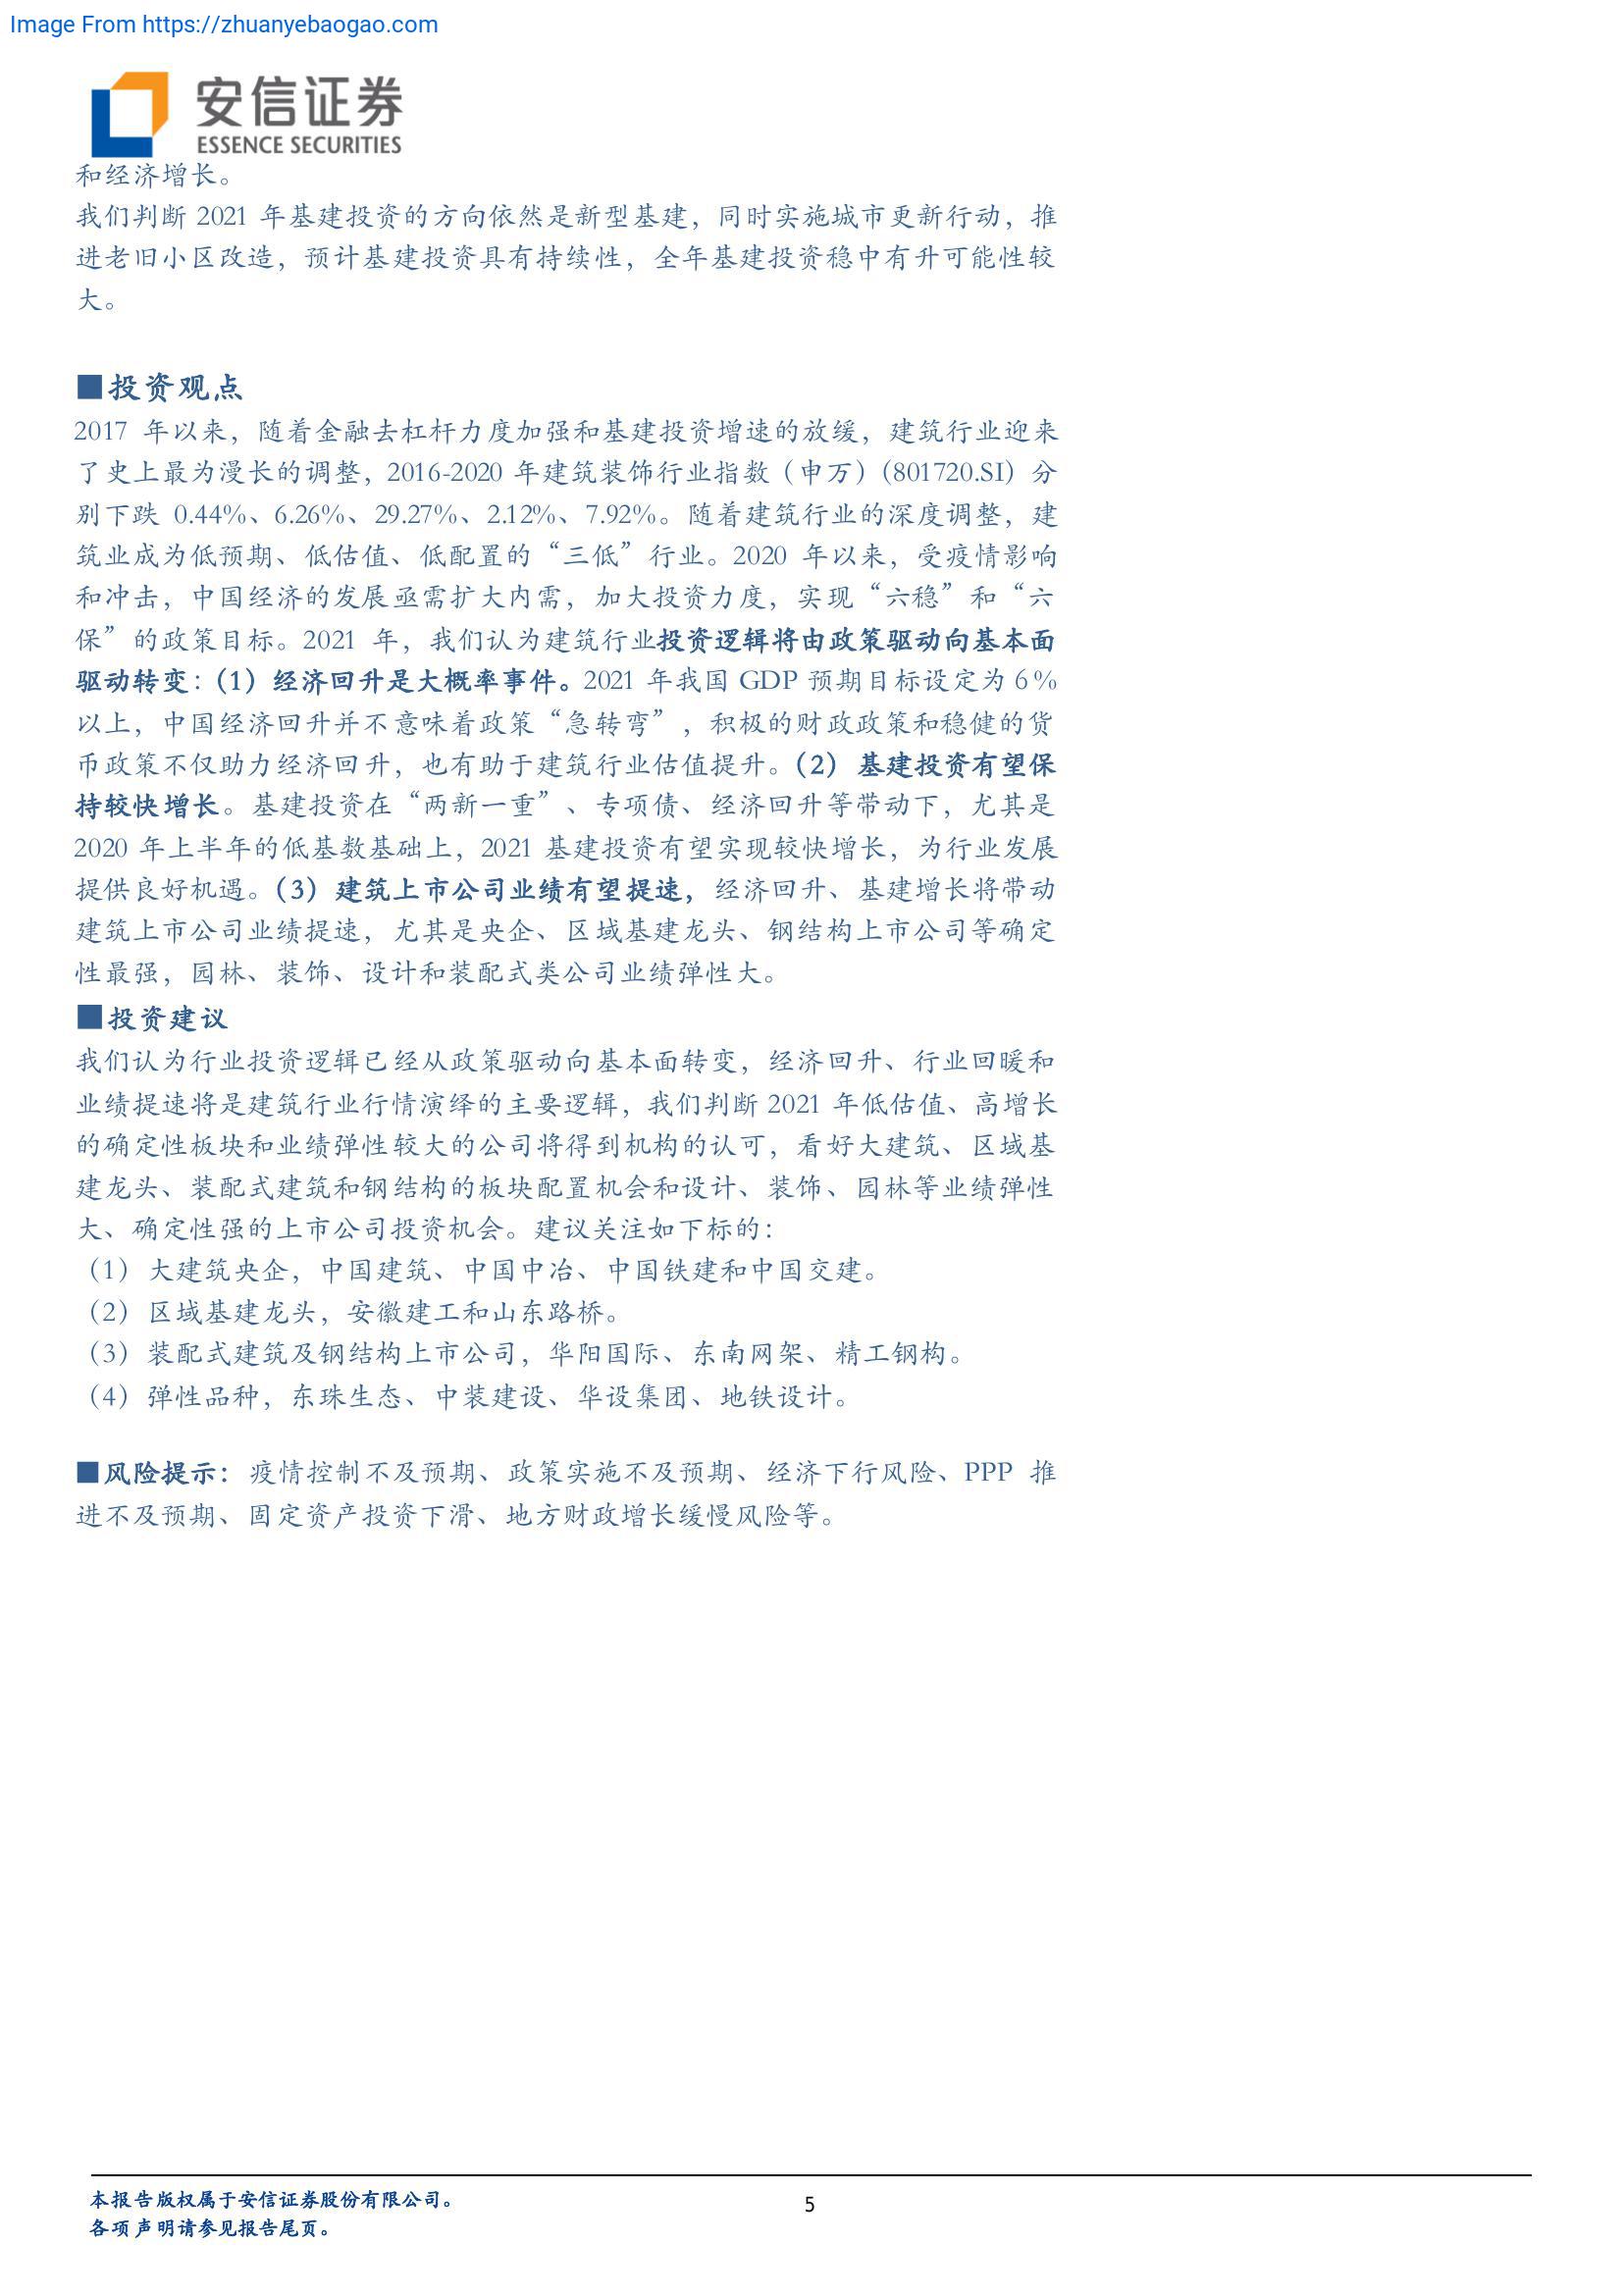 Image From https://zhuanyebaogao.com
安信证券
ESSENCE SECURITIES
和经济增长。
我们判断 2021 年基建投资的方向依然是新型基建，同时实施城市更新行动，推
进老旧小区改造，预计基建投资具有持续性，全年基建投资稳中有升可能性较
大。
■投资观点
2017 年以来，随着金融去杠杆力度加强和基建投资增速的放缓，建筑行业迎来
了史上最为漫长的调整，2016-2020 年建筑装饰行业指数（申万）（801720.SI）分
别下跌 0.44%、6.26%、29.27%、2.12%、7.92%。随着建筑行业的深度调整，建
筑业成为低预期、低估值、低配置的“三低”行业。2020 年以来，受疫情影响
和冲击，中国经济的发展亟需扩大内需，加大投资力度，实现“六稳”和“六
保”的政策目标。2021 年，我们认为建筑行业投资逻辑将由政策驱动向基本面
驱动转变：（1）经济回升是大概率事件。2021 年我国 GDP 预期目标设定为 6%
以上，中国经济回升并不意味着政策“急转弯”，积极的财政政策和稳健的货
币政策不仅助力经济回升，也有助于建筑行业估值提升。（2） 基建投资有望保
持较快增长。基建投资在“两新一重”、专项债、经济回升等带动下，尤其是
2020 年上半年的低基数基础上，2021 基建投资有望实现较快增长，为行业发展
提供良好机遇。（3）建筑上市公司业绩有望提速，经济回升、基建增长将带动
建筑上市公司业绩提速，尤其是央企、区域基建龙头、钢结构上市公司等确定
性最强，园林、装饰、设计和装配式类公司业绩弹性大。
■投资建议
我们认为行业投资逻辑已经从政策驱动向基本面转变，经济回升、行业回暖和
业绩提速将是建筑行业行情演绎的主要逻辑，我们判断 2021 年低估值、高增长
的确定性板块和业绩弹性较大的公司将得到机构的认可，看好大建筑、区域基
建龙头、装配式建筑和钢结构的板块配置机会和设计、装饰、园林等业绩弹性
大、确定性强的上市公司投资机会。建议关注如下标的：
（1）大建筑央企，中国建筑、中国中冶、中国铁建和中国交建。
（2）区域基建龙头，安徽建工和山东路桥。
（3）装配式建筑及钢结构上市公司，华阳国际、东南网架、精工钢构。
（4）弹性品种，东珠生态、中装建设、华设集团、地铁设计。
■风险提示：疫情控制不及预期、政策实施不及预期、经济下行风险、PPP 推
进不及预期、固定资产投资下滑、地方财政增长缓慢风险等。
本报告版权属于安信证券股份有限公司。
各项声明请参见报告尾页。
5